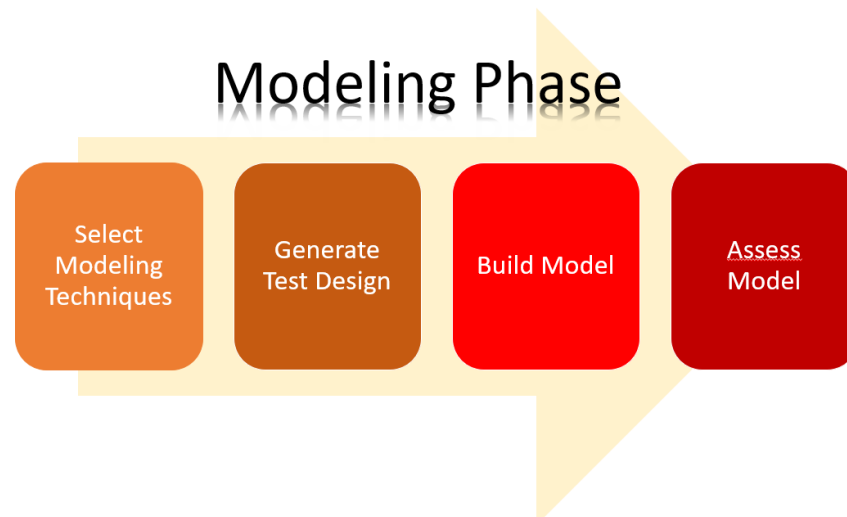 Modeling Phase
Select
Modeling
Techniques
Generate
Test Design
Build Model
Assess
Model